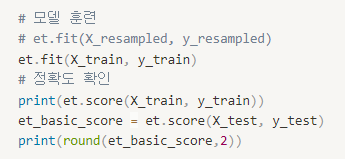 # 모델 훈련
# et.fit(X_resampled, y_resampled)
et.fit(X_train, y_train)
# 정확도 확인
print(et.score(X_train, y_train))
et_basic_score = et.score(X_test, y_test)
print(round(et_basic_score,2))